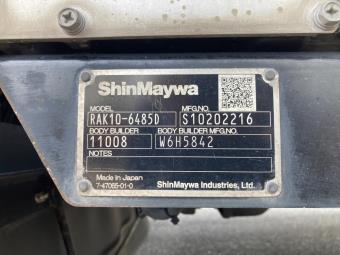 ShinMaywa
MODEL MFG.NO.
RAK10-6485D S10202216
BODY BUILDER BODY BUILDER MFG.NO.
11008 W6H5842
NOTES
Made in Japan
7-47065-01-0 ShinMaywa Industries, Ltd.